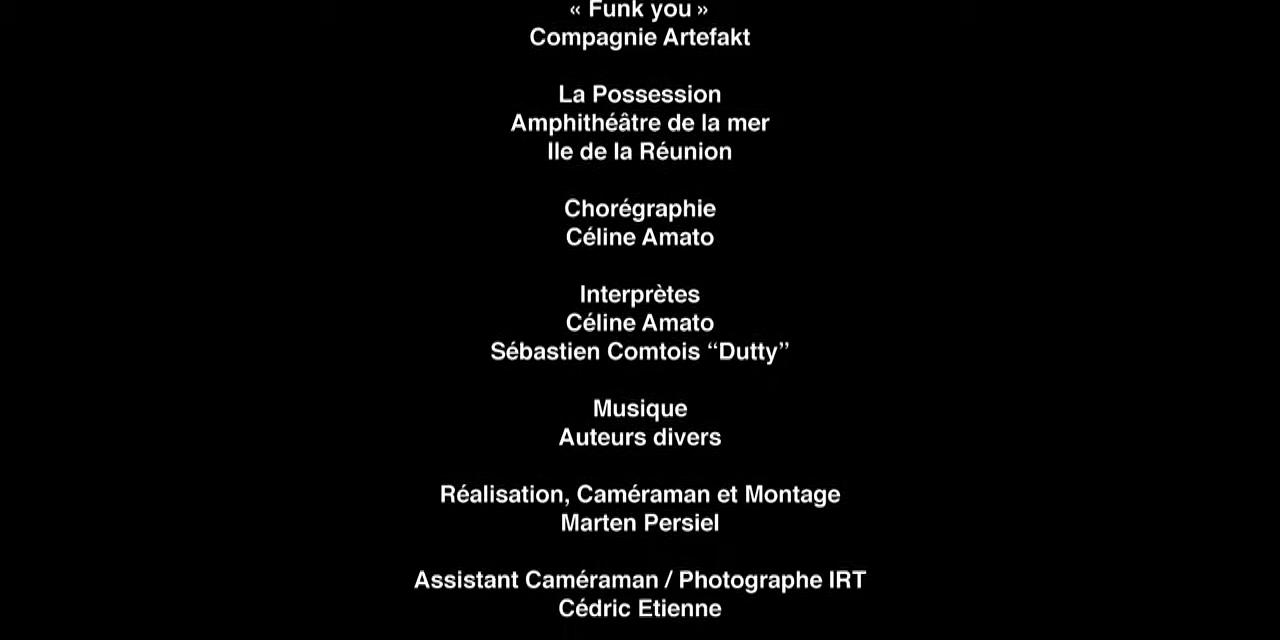 « Funk you »
Compagnie Artefakt
La Possession
Amphithéâtre de la mer
Ile de la Réunion
Chorégraphie
Céline Amato
Interprètes
Céline Amato
Sébastien Comtois “Dutty”
Musique
Auteurs divers
Réalisation, Caméraman et Montage
Marten Persiel
Assistant Caméraman / Photographe IRT
Cédric Etienne